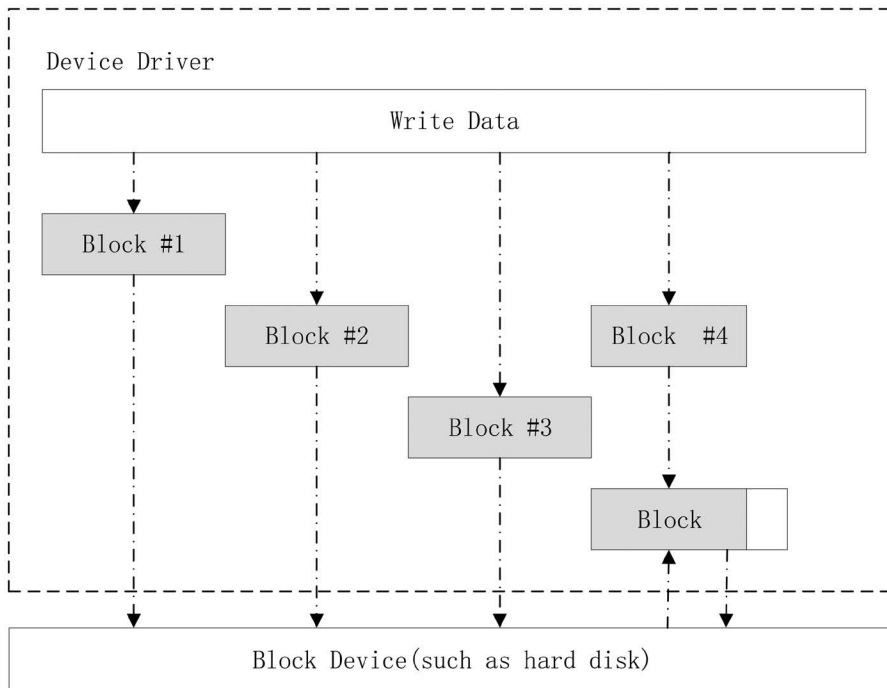 Device Driver
Write Data
Block #1
Block #2
Block #4
Block #3
Block
Block Device(such as hard disk)